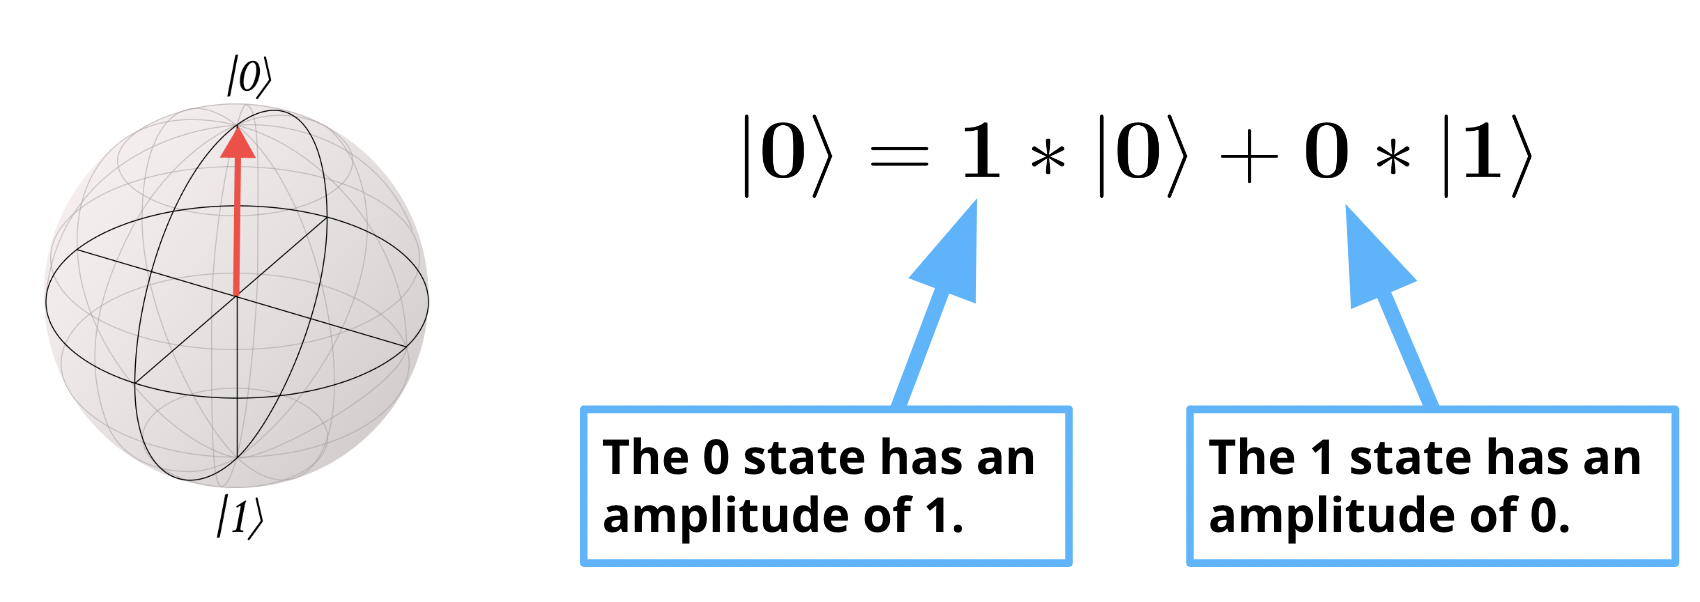 |0⟩
|1⟩
|0⟩ = 1 * |0⟩ + 0 * |1⟩
The 0 state has an
amplitude of 1.
The 1 state has an
amplitude of 0.